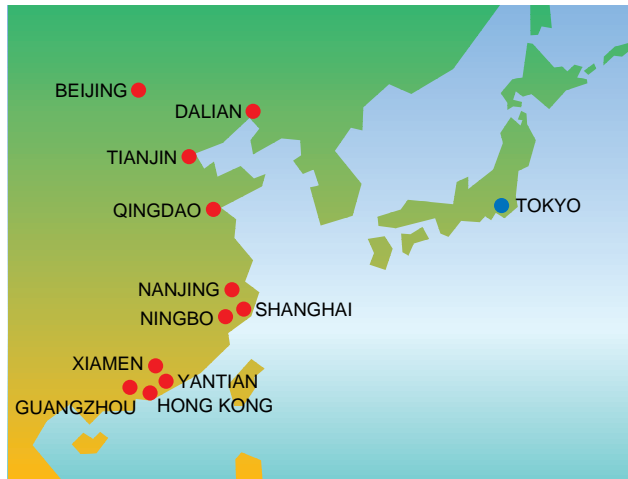 BEIJING
DALIAN
TIANJIN
QINGDAO
TOKYO
NANJING
SHANGHAI
NINGBO
XIAMEN
YANTIAN
GUANGZHOU
HONG KONG